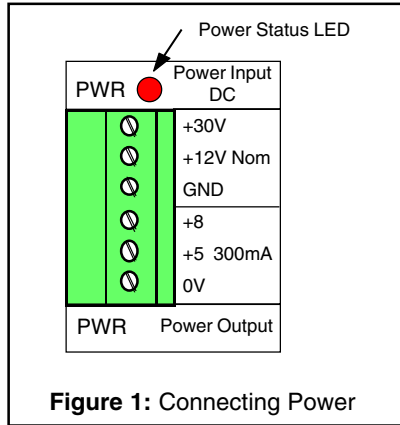 Power Status LED
PWR
Power Input
DC
+30V
+12V Nom
GND
+8
+5 300mA
0V
PWR Power Output
Figure 1: Connecting Power